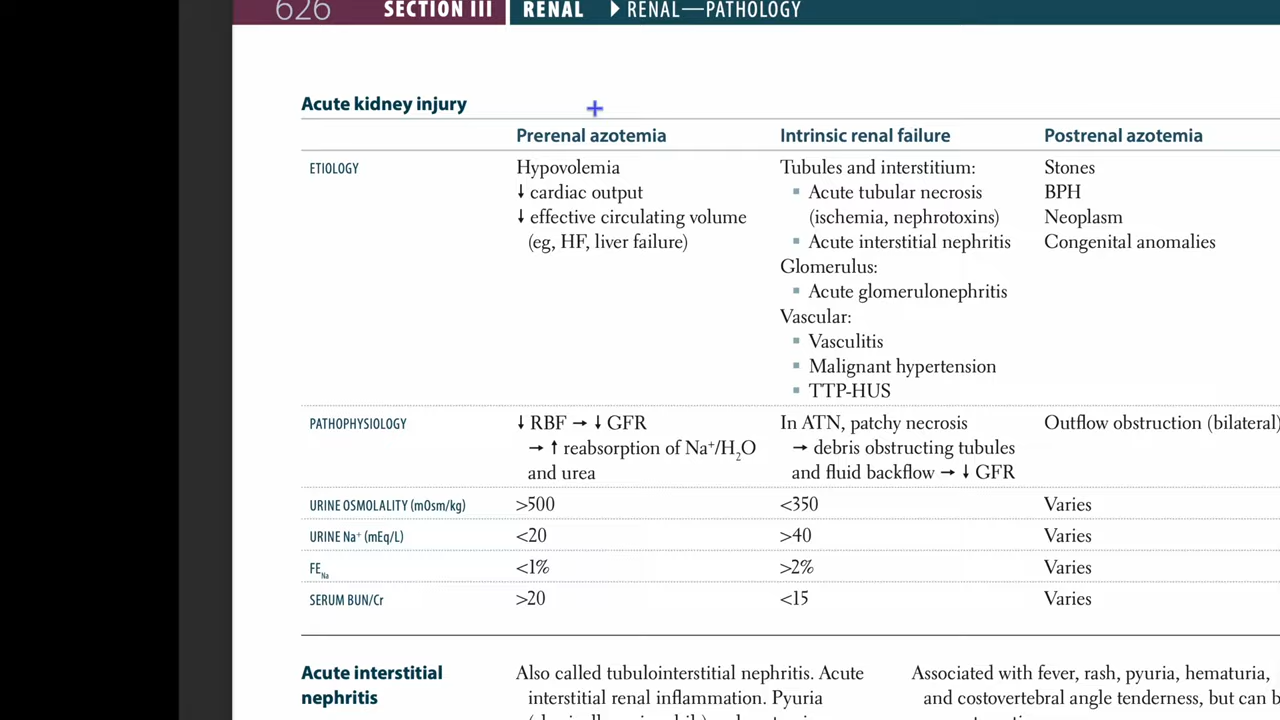 626 SECTION III RENAL ▶ RENAL—PATHOLOGY
Acute kidney injury
Prerenal azotemia Intrinsic renal failure Postrenal azotemia
ETIOLOGY Hypovolemia Tubules and interstitium: Stones
↓ cardiac output ▪ Acute tubular necrosis BPH
↓ effective circulating volume (ischemia, nephrotoxins) Neoplasm
(eg, HF, liver failure) ▪ Acute interstitial nephritis Congenital anomalies
Glomerulus:
▪ Acute glomerulonephritis
Vascular:
▪ Vasculitis
▪ Malignant hypertension
▪ TTP-HUS
PATHOPHYSIOLOGY ↓ RBF → ↓ GFR In ATN, patchy necrosis Outflow obstruction (bilateral)
→ ↑ reabsorption of Na⁺/H₂O → debris obstructing tubules
and urea and fluid backflow → ↓ GFR
URINE OSMOLALITY (mOsm/kg) >500 <350 Varies
URINE Na⁺ (mEq/L) <20 >40 Varies
FENa <1% >2% Varies
SERUM BUN/Cr >20 <15 Varies
Acute interstitial Also called tubulointerstitial nephritis. Acute Associated with fever, rash, pyuria, hematuria,
nephritis interstitial renal inflammation. Pyuria and costovertebral angle tenderness, but can b